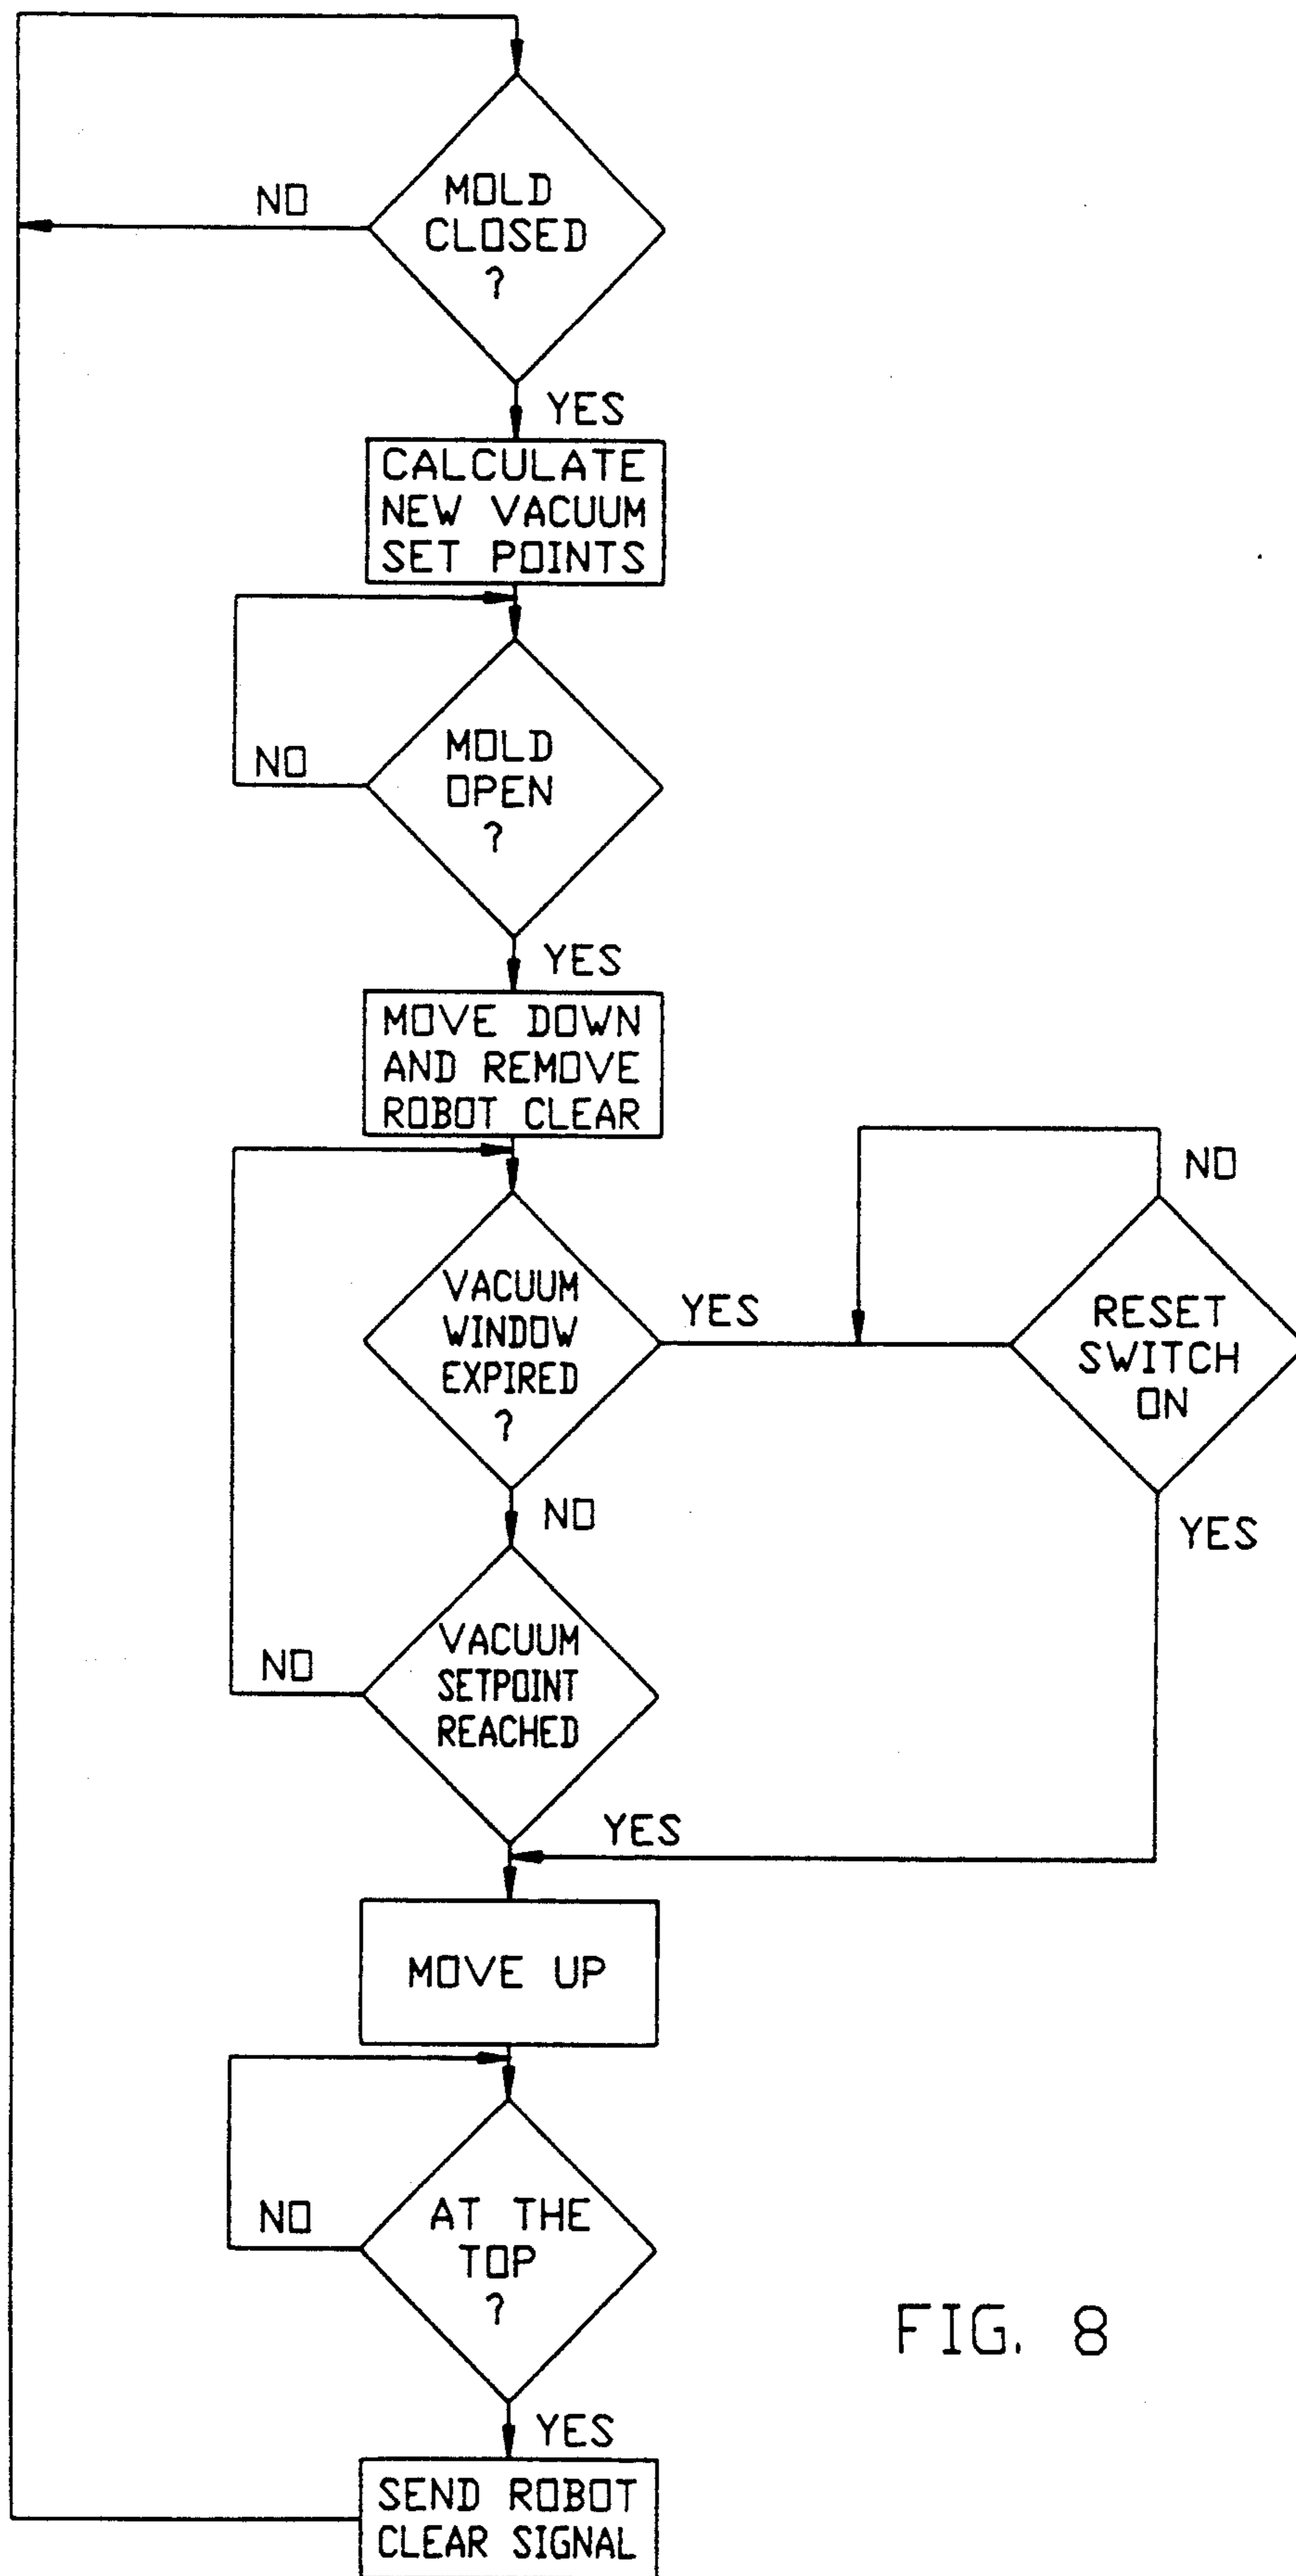 NO
MOLD
CLOSED
?
YES
CALCULATE
NEW VACUUM
SET POINTS
NO
MOLD
OPEN
?
YES
MOVE DOWN
AND REMOVE
ROBOT CLEAR
VACUUM
WINDOW
EXPIRED
?
YES
NO
RESET
SWITCH
ON
YES
NO
NO
VACUUM
SETPOINT
REACHED
YES
MOVE UP
NO
AT THE
TOP
?
YES
SEND ROBOT
CLEAR SIGNAL
FIG. 8